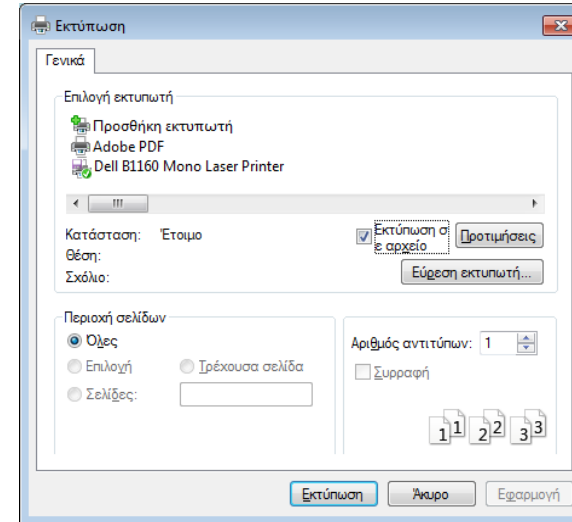 Εκτύπωση
Γενικά
Επιλογή εκτυπωτή
Προσθήκη εκτυπωτή
Adobe PDF
Dell B1160 Mono Laser Printer
Κατάσταση: Έτοιμο
Θέση:
Σχόλιο:
Εκτύπωση σ
ε αρχείο
Προτιμήσεις
Εύρεση εκτυπωτή...
Περιοχή σελίδων
Όλες
Επιλογή Τρέχουσα σελίδα
Σελίδες:
Αριθμός αντιτύπων: 1
Συρραφή
1 1 2 2 3 3
Εκτύπωση Άκυρο Εφαρμογή